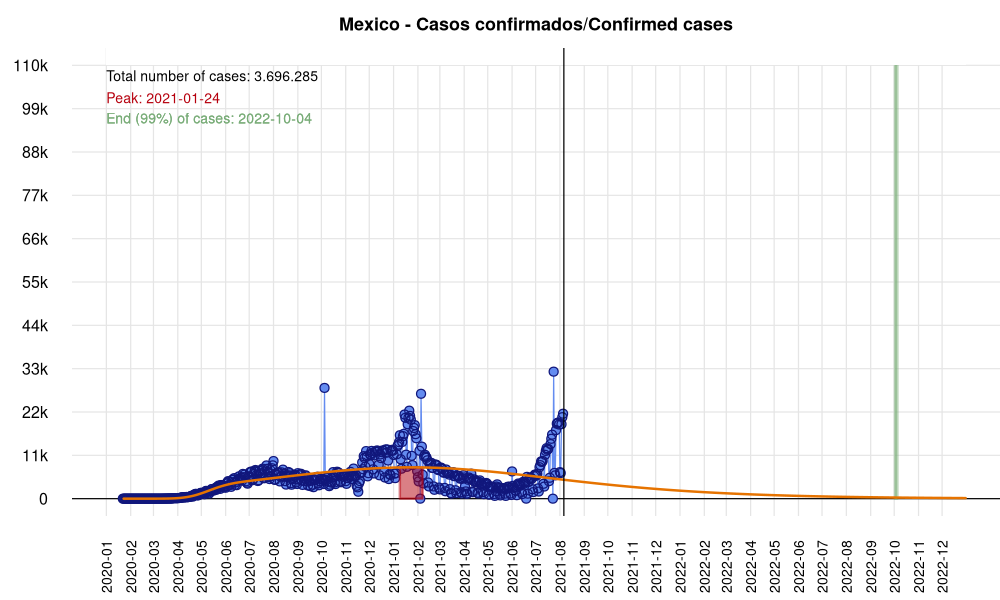 Mexico - Casos confirmados/Confirmed cases
110k
99k
88k
77k
66k
55k
44k
33k
22k
11k
0
Total number of cases: 3.696.285
Peak: 2021-01-24
End (99%) of cases: 2022-10-04
2020-01
2020-02
2020-03
2020-04
2020-05
2020-06
2020-07
2020-08
2020-09
2020-10
2020-11
2020-12
2021-01
2021-02
2021-03
2021-04
2021-05
2021-06
2021-07
2021-08
2021-09
2021-10
2021-11
2021-12
2022-01
2022-02
2022-03
2022-04
2022-05
2022-06
2022-07
2022-08
2022-09
2022-10
2022-11
2022-12